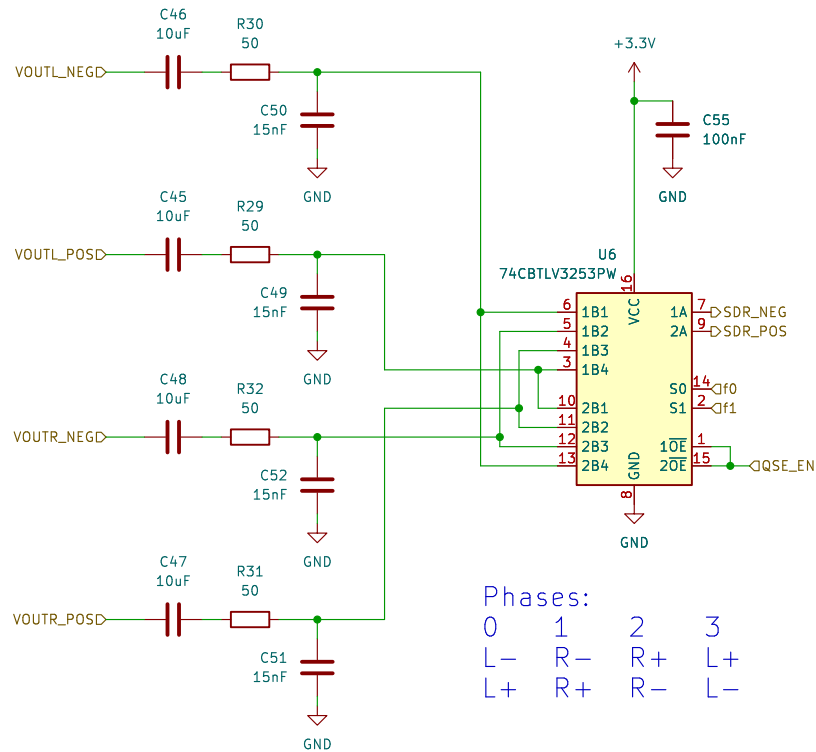 C46
10uF
R30
50
VOUTL_NEG
C50
15nF
GND
+3.3V
C55
100nF
GND
C45
10uF
R29
50
VOUTL_POS
C49
15nF
GND
U6
74CBTLV3253PW
16
VCC
6 1B1
5 1B2
4 1B3
3 1B4
10 2B1
11 2B2
12 2B3
13 2B4
1A 7 SDR_NEG
2A 9 SDR_POS
S0 14 f0
S1 2 f1
1OE 1
2OE 15 QSE_EN
GND
8
GND
C48
10uF
R32
50
VOUTR_NEG
C52
15nF
GND
C47
10uF
R31
50
VOUTR_POS
C51
15nF
GND
Phases:
0 1 2 3
L- R- R+ L+
L+ R+ R- L-